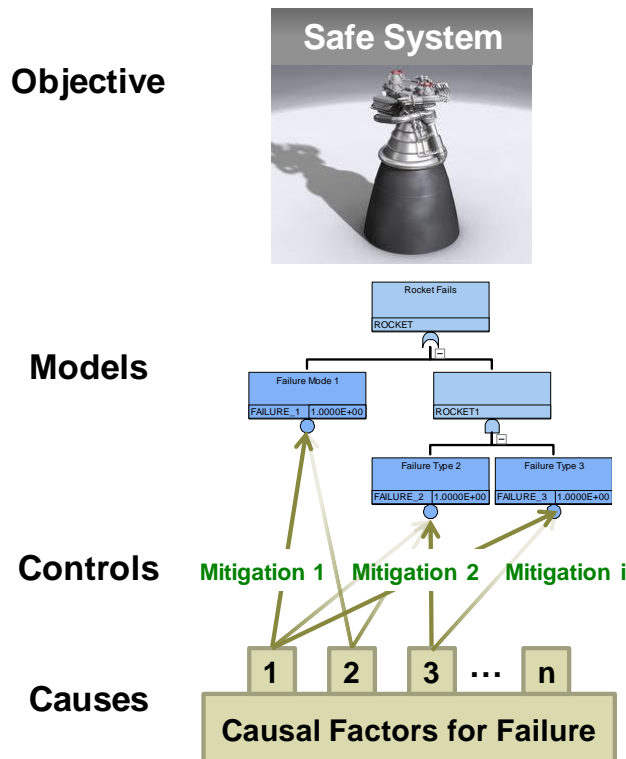 Safe System
Objective
Rocket Fails
ROCKET
Models
Failure Mode 1
FAILURE_1 1.0000E+00
ROCKET1
Failure Type 2
Failure Type 3
FAILURE_2 1.0000E+00
FAILURE_3 1.0000E+00
Controls
Mitigation 1 Mitigation 2 Mitigation i
1 2 3 ... n
Causes
Causal Factors for Failure